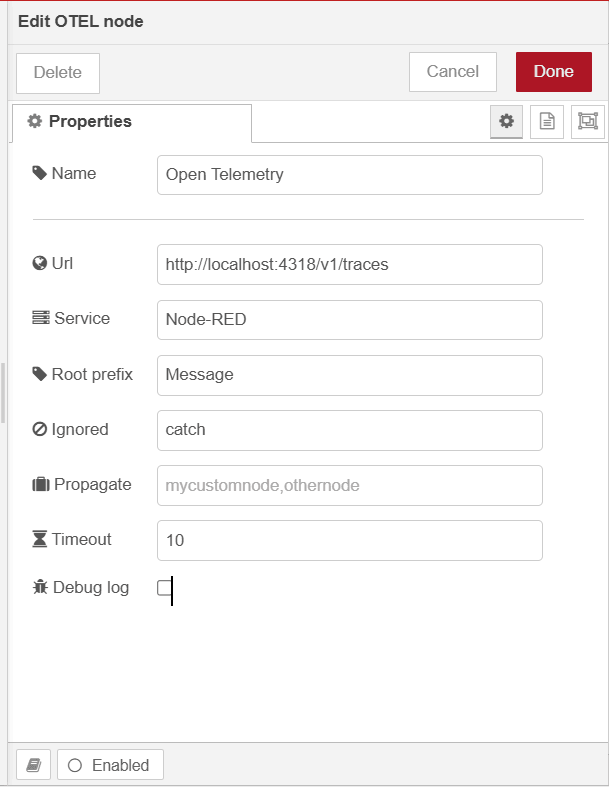 Edit OTEL node
Delete
Cancel
Done
Properties
Name
Open Telemetry
Url
http://localhost:4318/v1/traces
Service
Node-RED
Root prefix
Message
Ignored
catch
Propagate
mycustomnode,othernode
Timeout
10
Debug log
Enabled